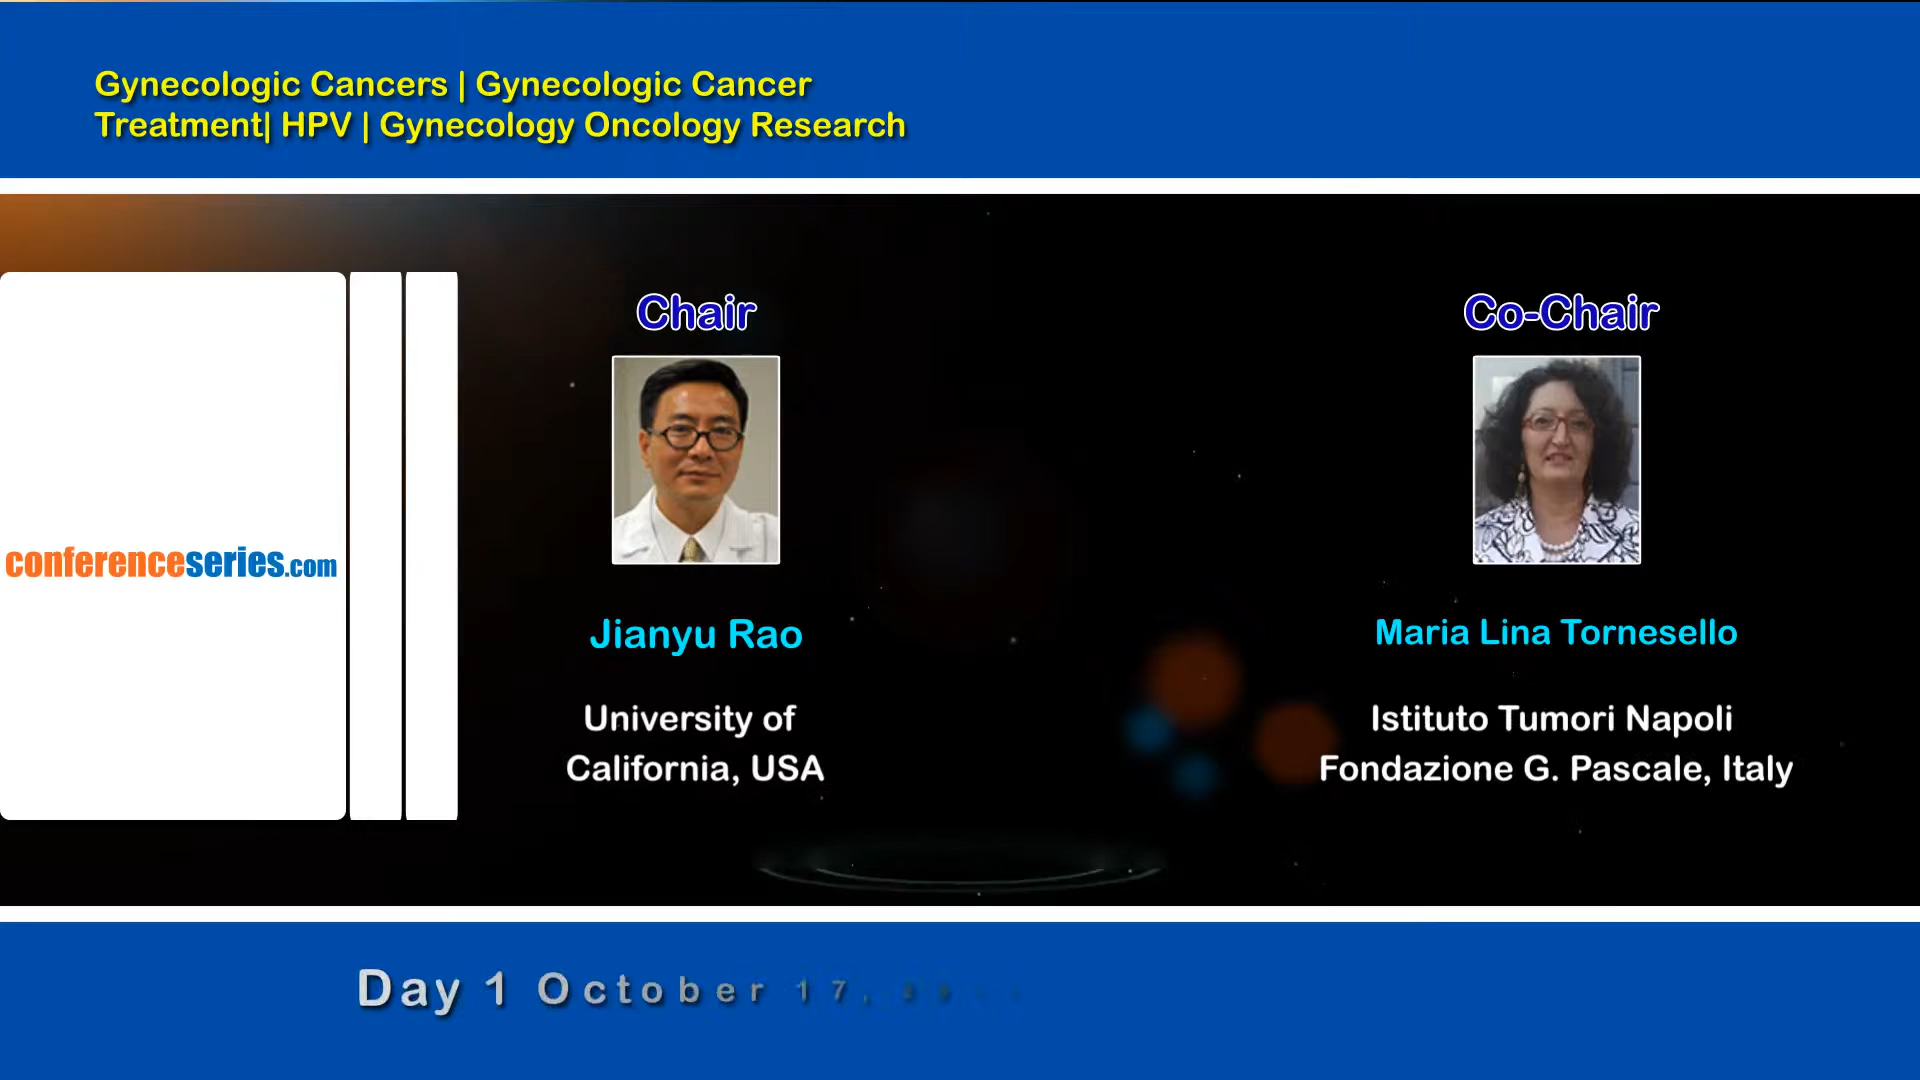 Gynecologic Cancers | Gynecologic Cancer
Treatment| HPV | Gynecology Oncology Research
Chair
Co-Chair
conferenceseries.com
Jianyu Rao
Maria Lina Tornesello
University of
California, USA
Istituto Tumori Napoli
Fondazione G. Pascale, Italy
Day 1 October 17,